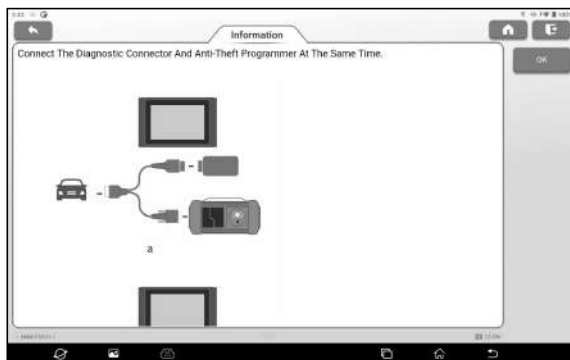 Information
Connect The Diagnostic Connector And Anti-Theft Programmer At The Same Time.
OK
a